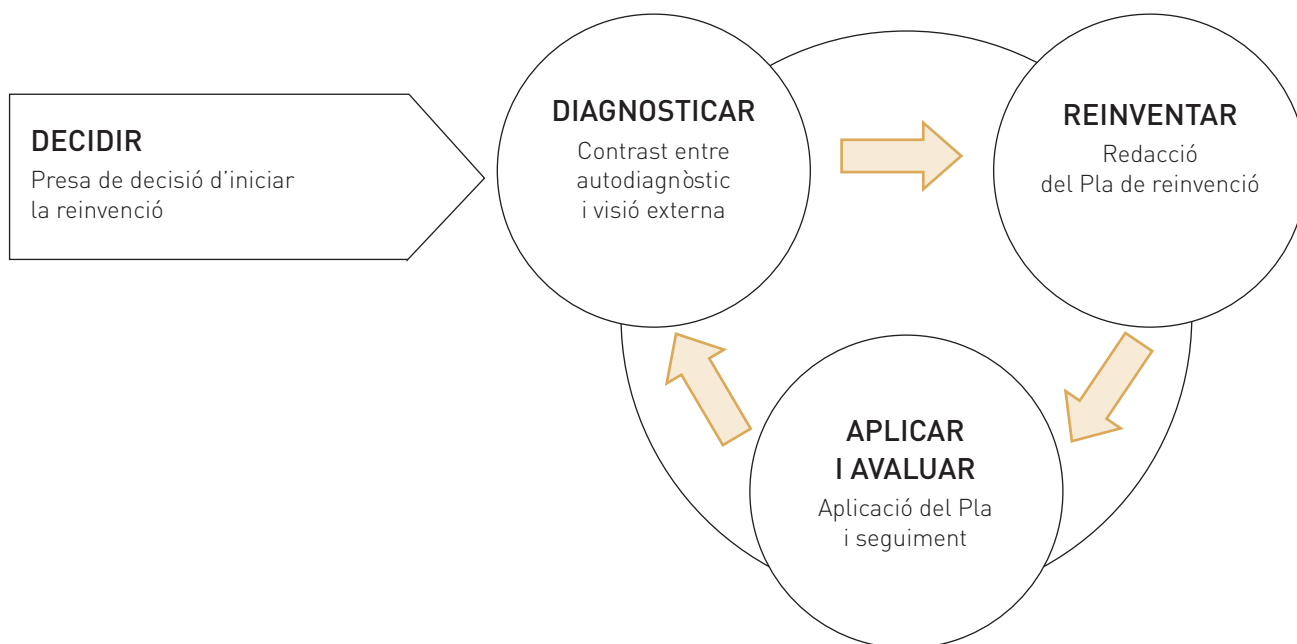 DECIDIR
Presa de decisió d’iniciar
la reinvenció
DIAGNOSTICAR
Contrast entre
autodiagnòstic
i visió externa
REINVENTAR
Redacció
del Pla de reinvenció
APLICAR
I AVALUAR
Aplicació del Pla
i seguiment